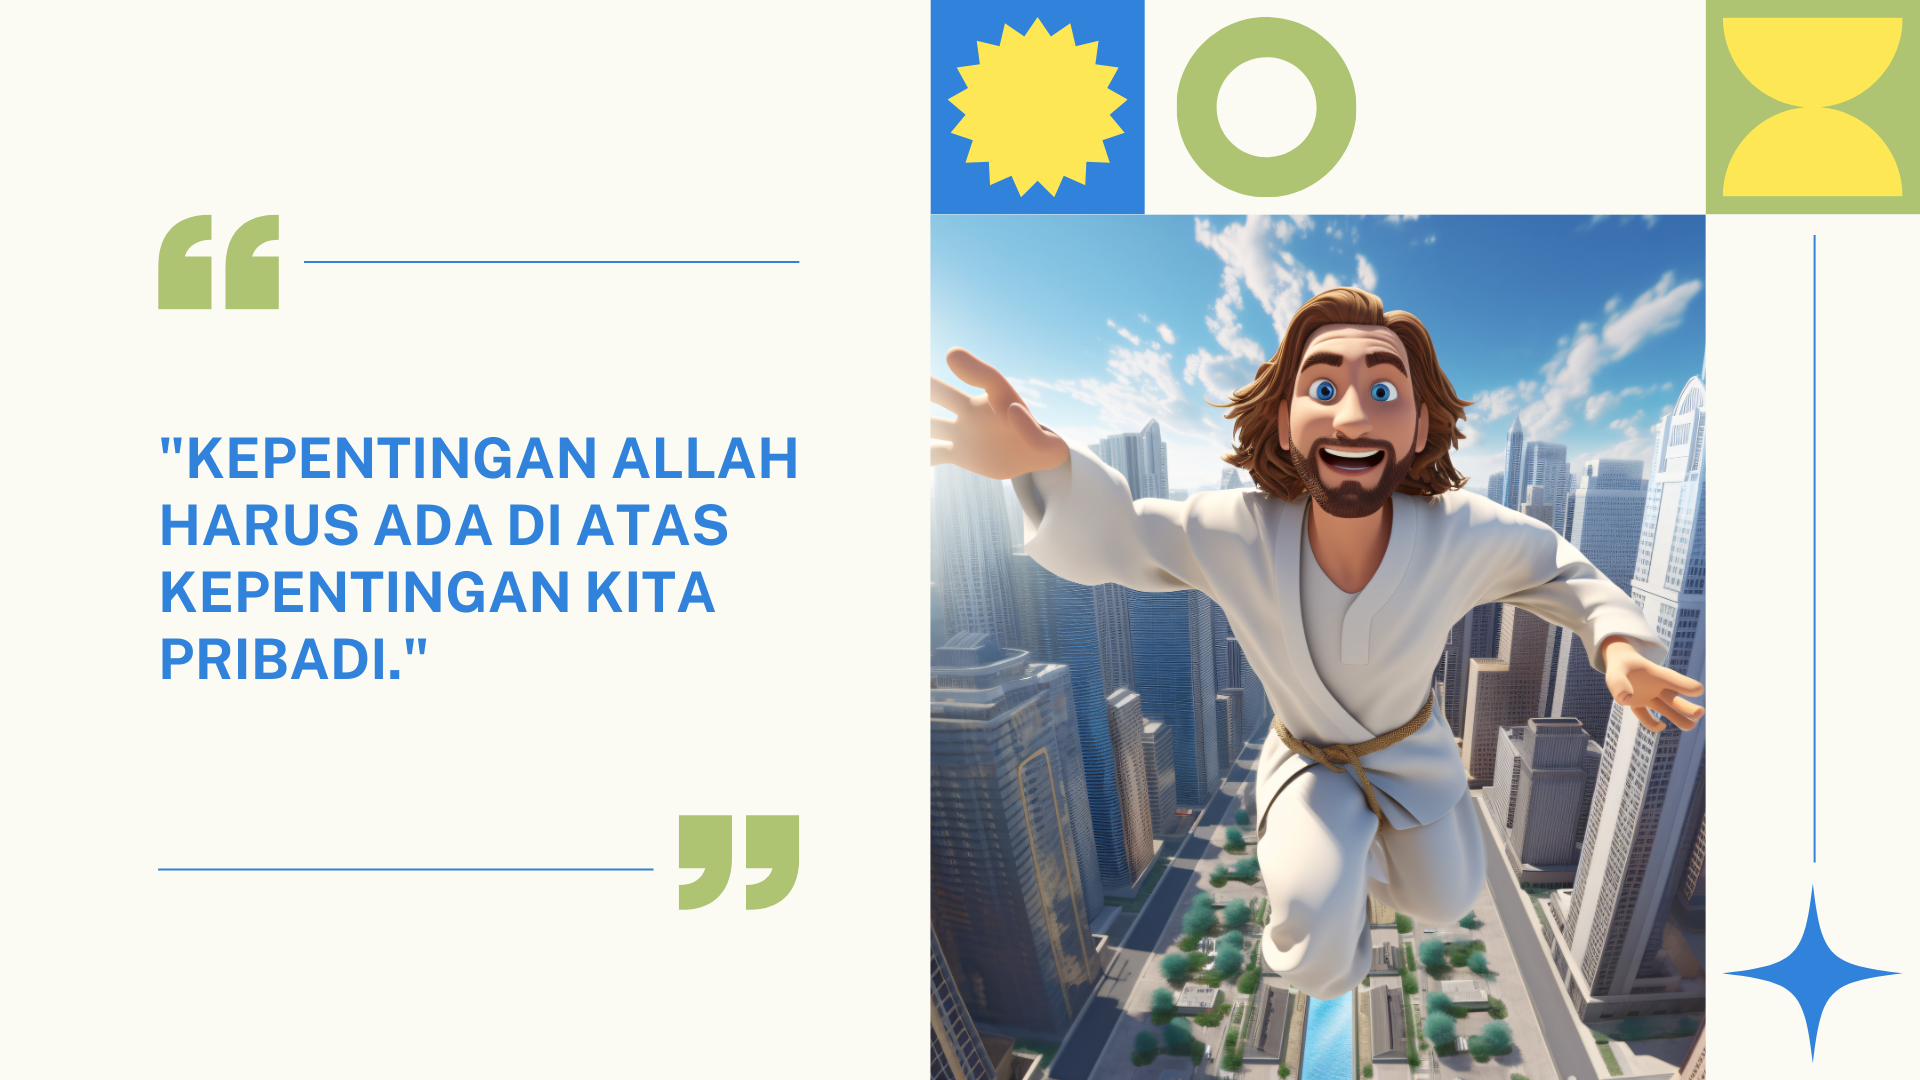 "KEPENTINGAN ALLAH
HARUS ADA DI ATAS
KEPENTINGAN KITA
PRIBADI."